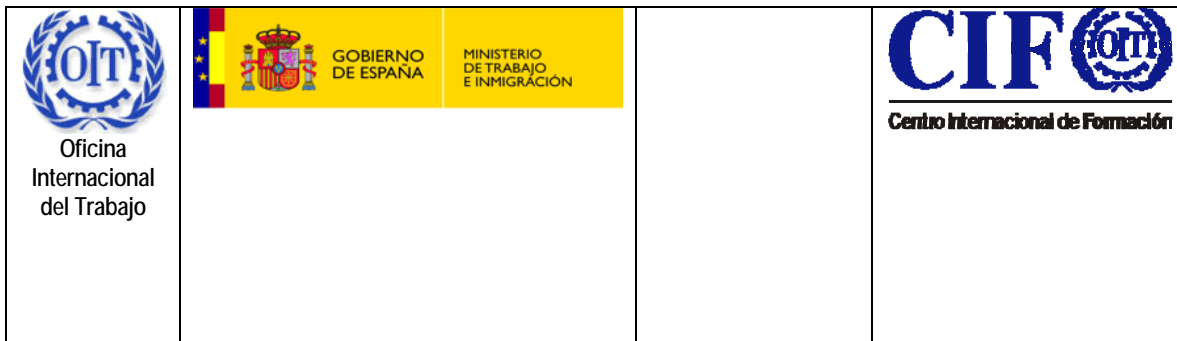 OIT
Oficina
Internacional
del Trabajo
GOBIERNO
DE ESPAÑA
MINISTERIO
DE TRABAJO
E INMIGRACIÓN
CIF OIT
Centro Internacional de Formación